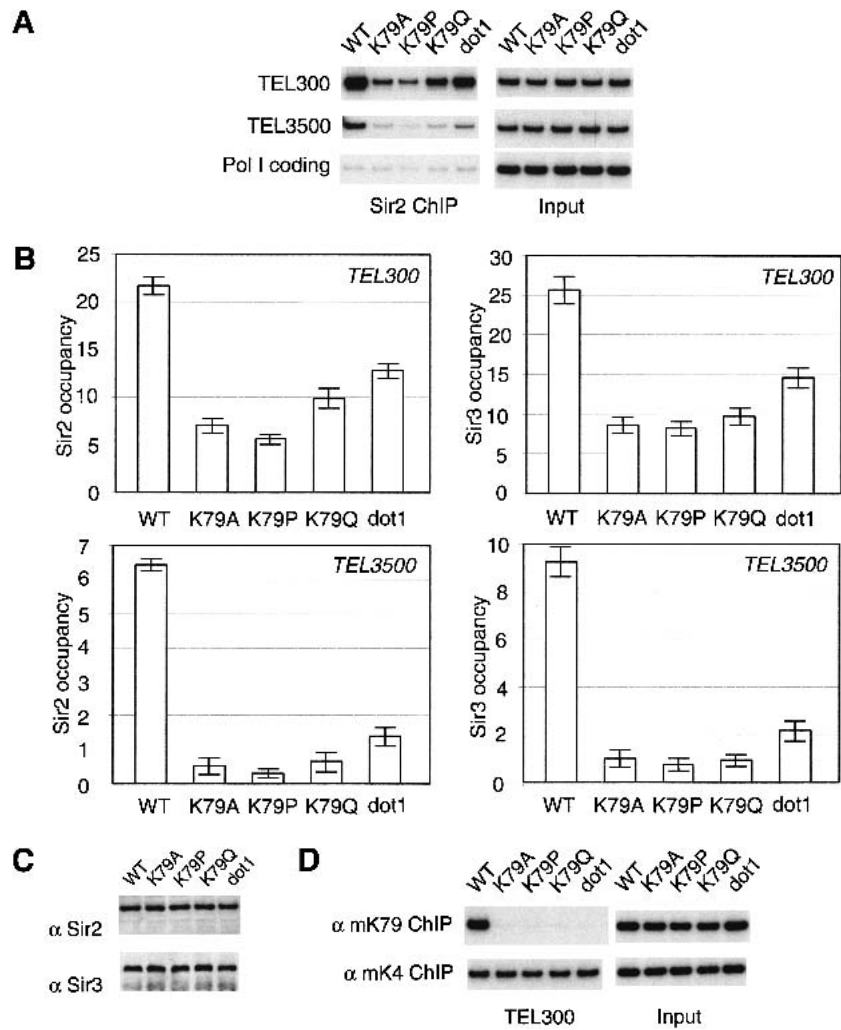 A
WT K79A K79P K79Q dot1 WT K79A K79P K79Q dot1
TEL300
TEL3500
Pol I coding
Sir2 ChIP Input
B
25
20
15
10
5
0
Sir2 occupancy
TEL300
WT K79A K79P K79Q dot1
30
25
20
15
10
5
0
Sir3 occupancy
TEL300
WT K79A K79P K79Q dot1
7
6
5
4
3
2
1
0
Sir2 occupancy
TEL3500
WT K79A K79P K79Q dot1
10
8
6
4
2
0
Sir3 occupancy
TEL3500
WT K79A K79P K79Q dot1
C
WT K79A K79P K79Q dot1
α Sir2
α Sir3
D
WT K79A K79P K79Q dot1 WT K79A K79P K79Q dot1
α mK79 ChIP
α mK4 ChIP
TEL300 Input